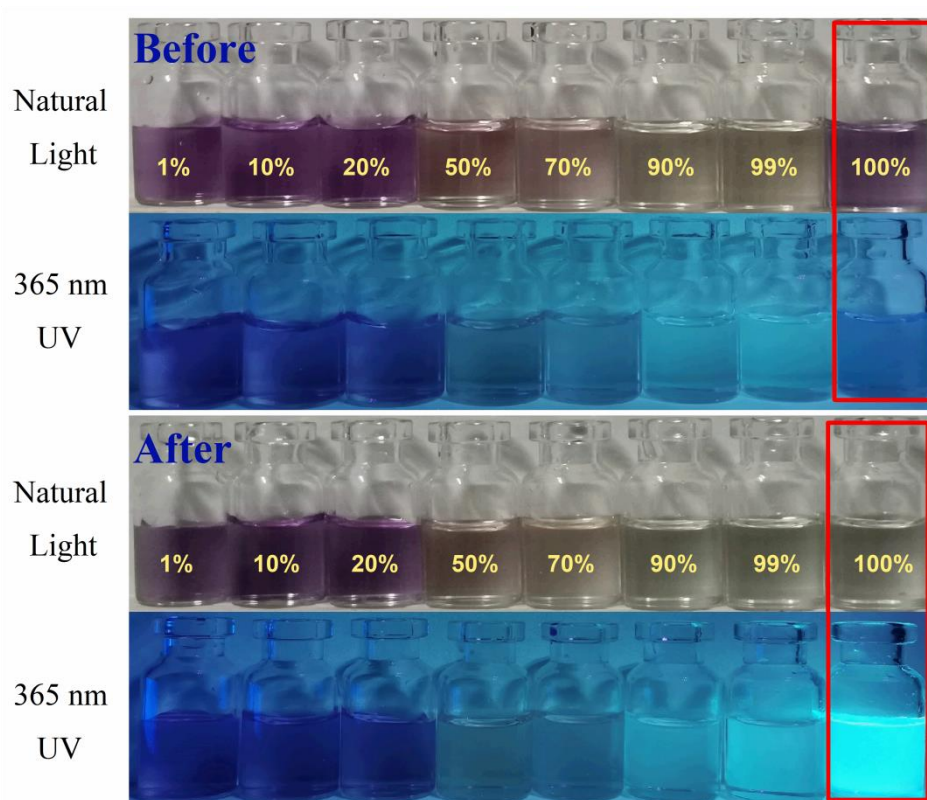 Before
Natural
Light
1% 10% 20% 50% 70% 90% 99% 100%
365 nm
UV
After
Natural
Light
1% 10% 20% 50% 70% 90% 99% 100%
365 nm
UV